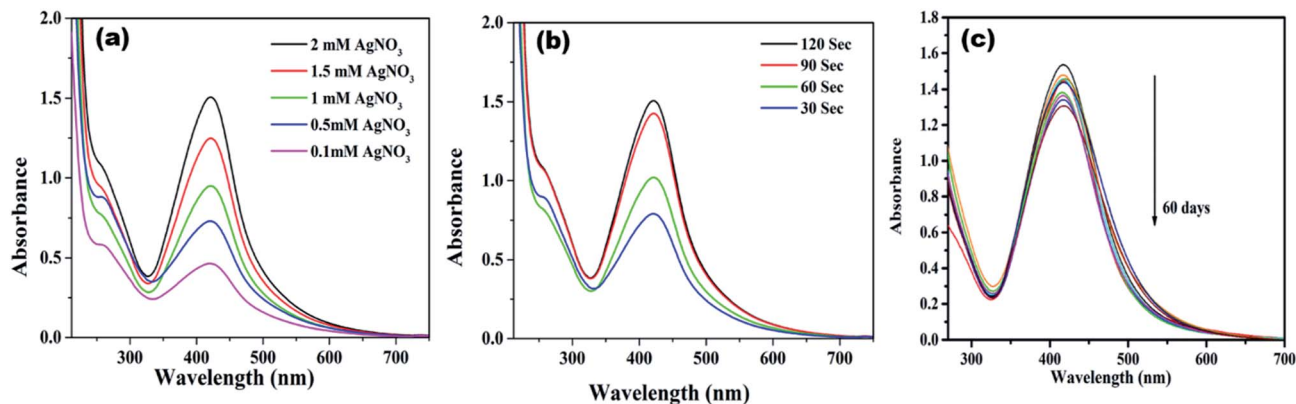 (a)
2 mM AgNO3
1.5 mM AgNO3
1 mM AgNO3
0.5mM AgNO3
0.1mM AgNO3
2.0
1.5
1.0
0.5
0.0
Absorbance
300 400 500 600 700
Wavelength (nm)
(b)
120 Sec
90 Sec
60 Sec
30 Sec
2.0
1.5
1.0
0.5
0.0
Absorbance
300 400 500 600 700
Wavelength (nm)
(c)
60 days
1.8
1.6
1.4
1.2
1.0
0.8
0.6
0.4
0.2
0.0
Absorbance
300 400 500 600 700
Wavelength (nm)